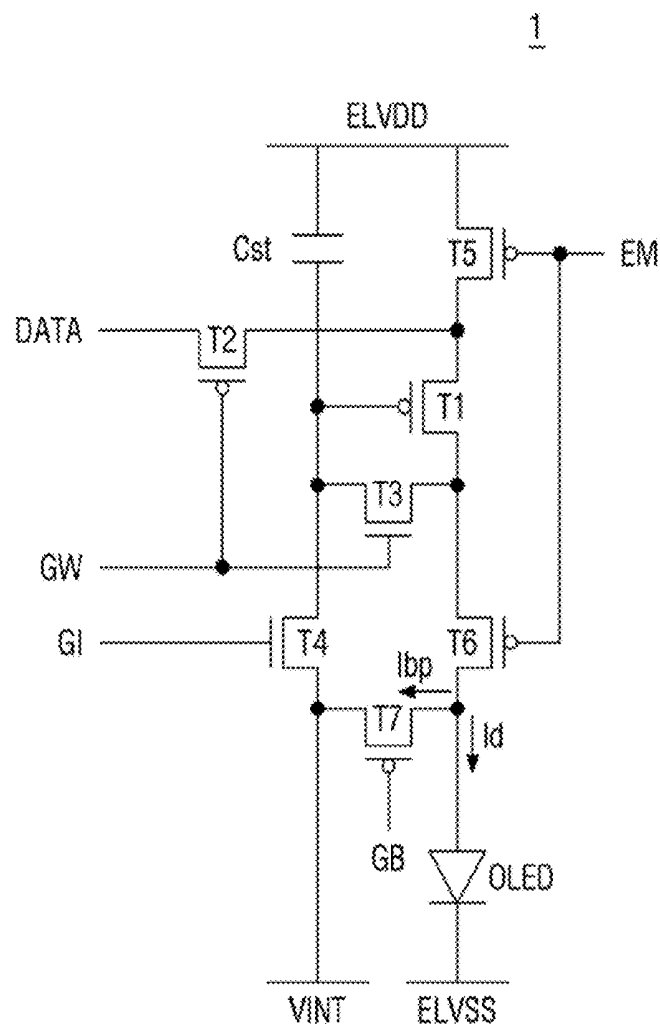 1
ELVDD
Cst
T5
EM
DATA
T2
T1
T3
GW
GI
T4
T6
Ibp
T7
Id
GB
OLED
VINT
ELVSS